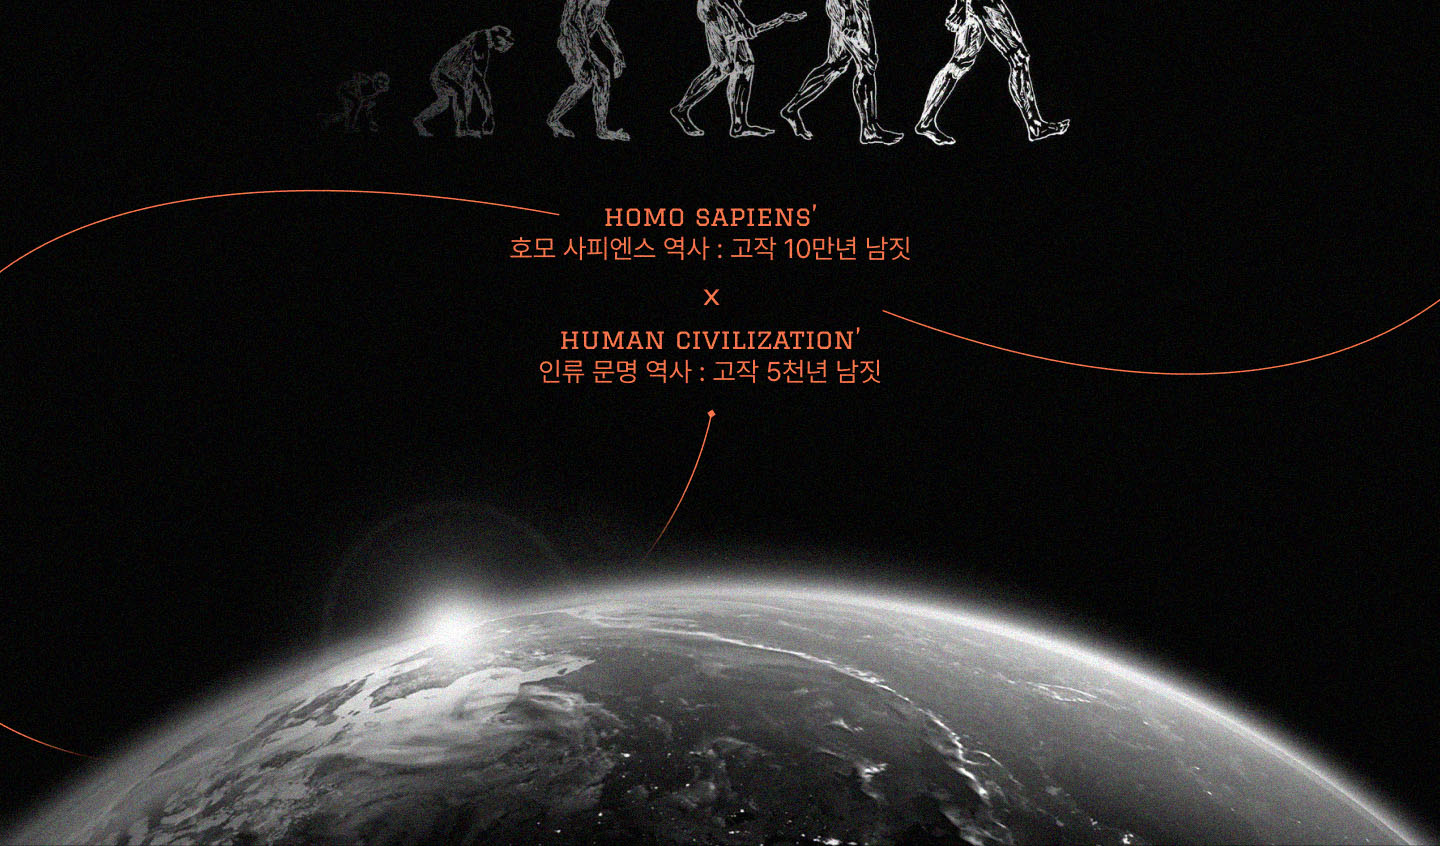 HOMO SAPIENS'
호모 사피엔스 역사 : 고작 10만년 남짓
X
HUMAN CIVILIZATION'
인류 문명 역사 : 고작 5천년 남짓